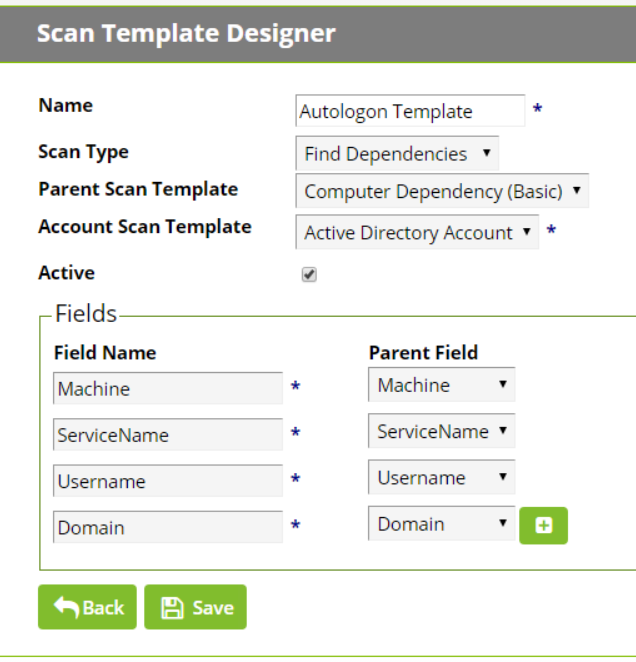 Scan Template Designer
Name Autologon Template *
Scan Type Find Dependencies
Parent Scan Template Computer Dependency (Basic)
Account Scan Template Active Directory Account *
Active
Fields
Field Name Parent Field
Machine * Machine
ServiceName * ServiceName
Username * Username
Domain * Domain
Back Save